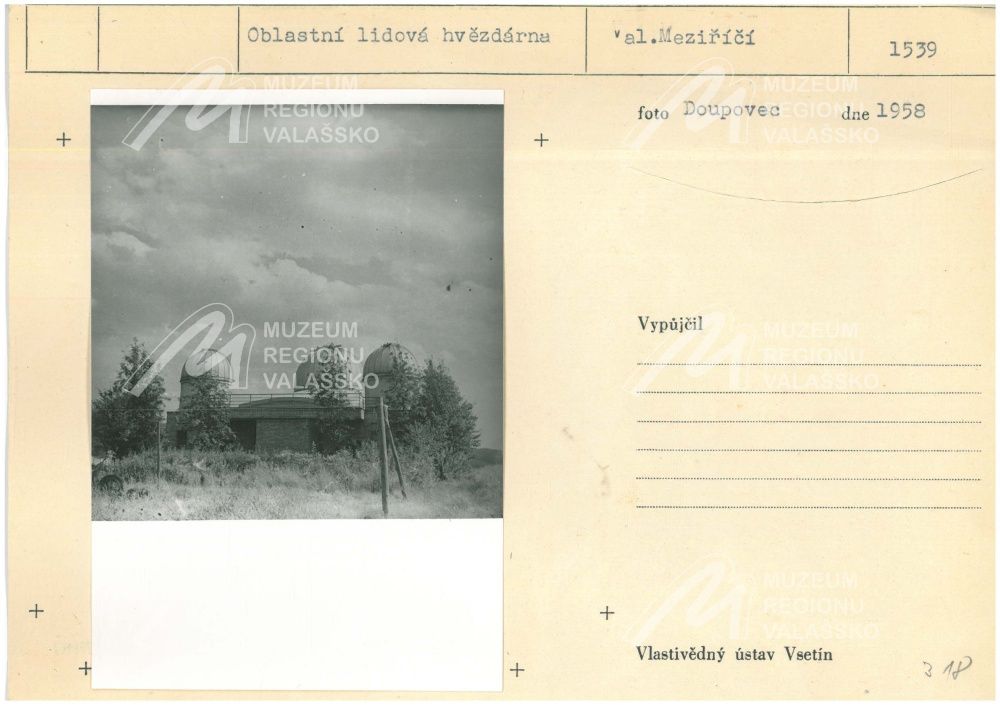 Oblastní lidová hvězdárna
Val.Meziříčí
1539
foto Doupovec dne 1958
MUZEUM
REGIONU
VALAŠSKO
MUZEUM
REGIONU
VALAŠSKO
Vypůjčil
MUZEUM
REGIONU
VALAŠSKO
MUZEUM
REGIONU
VALAŠSKO
MUZEUM
REGIONU
VALAŠSKO
Vlastivědný ústav Vsetín
318